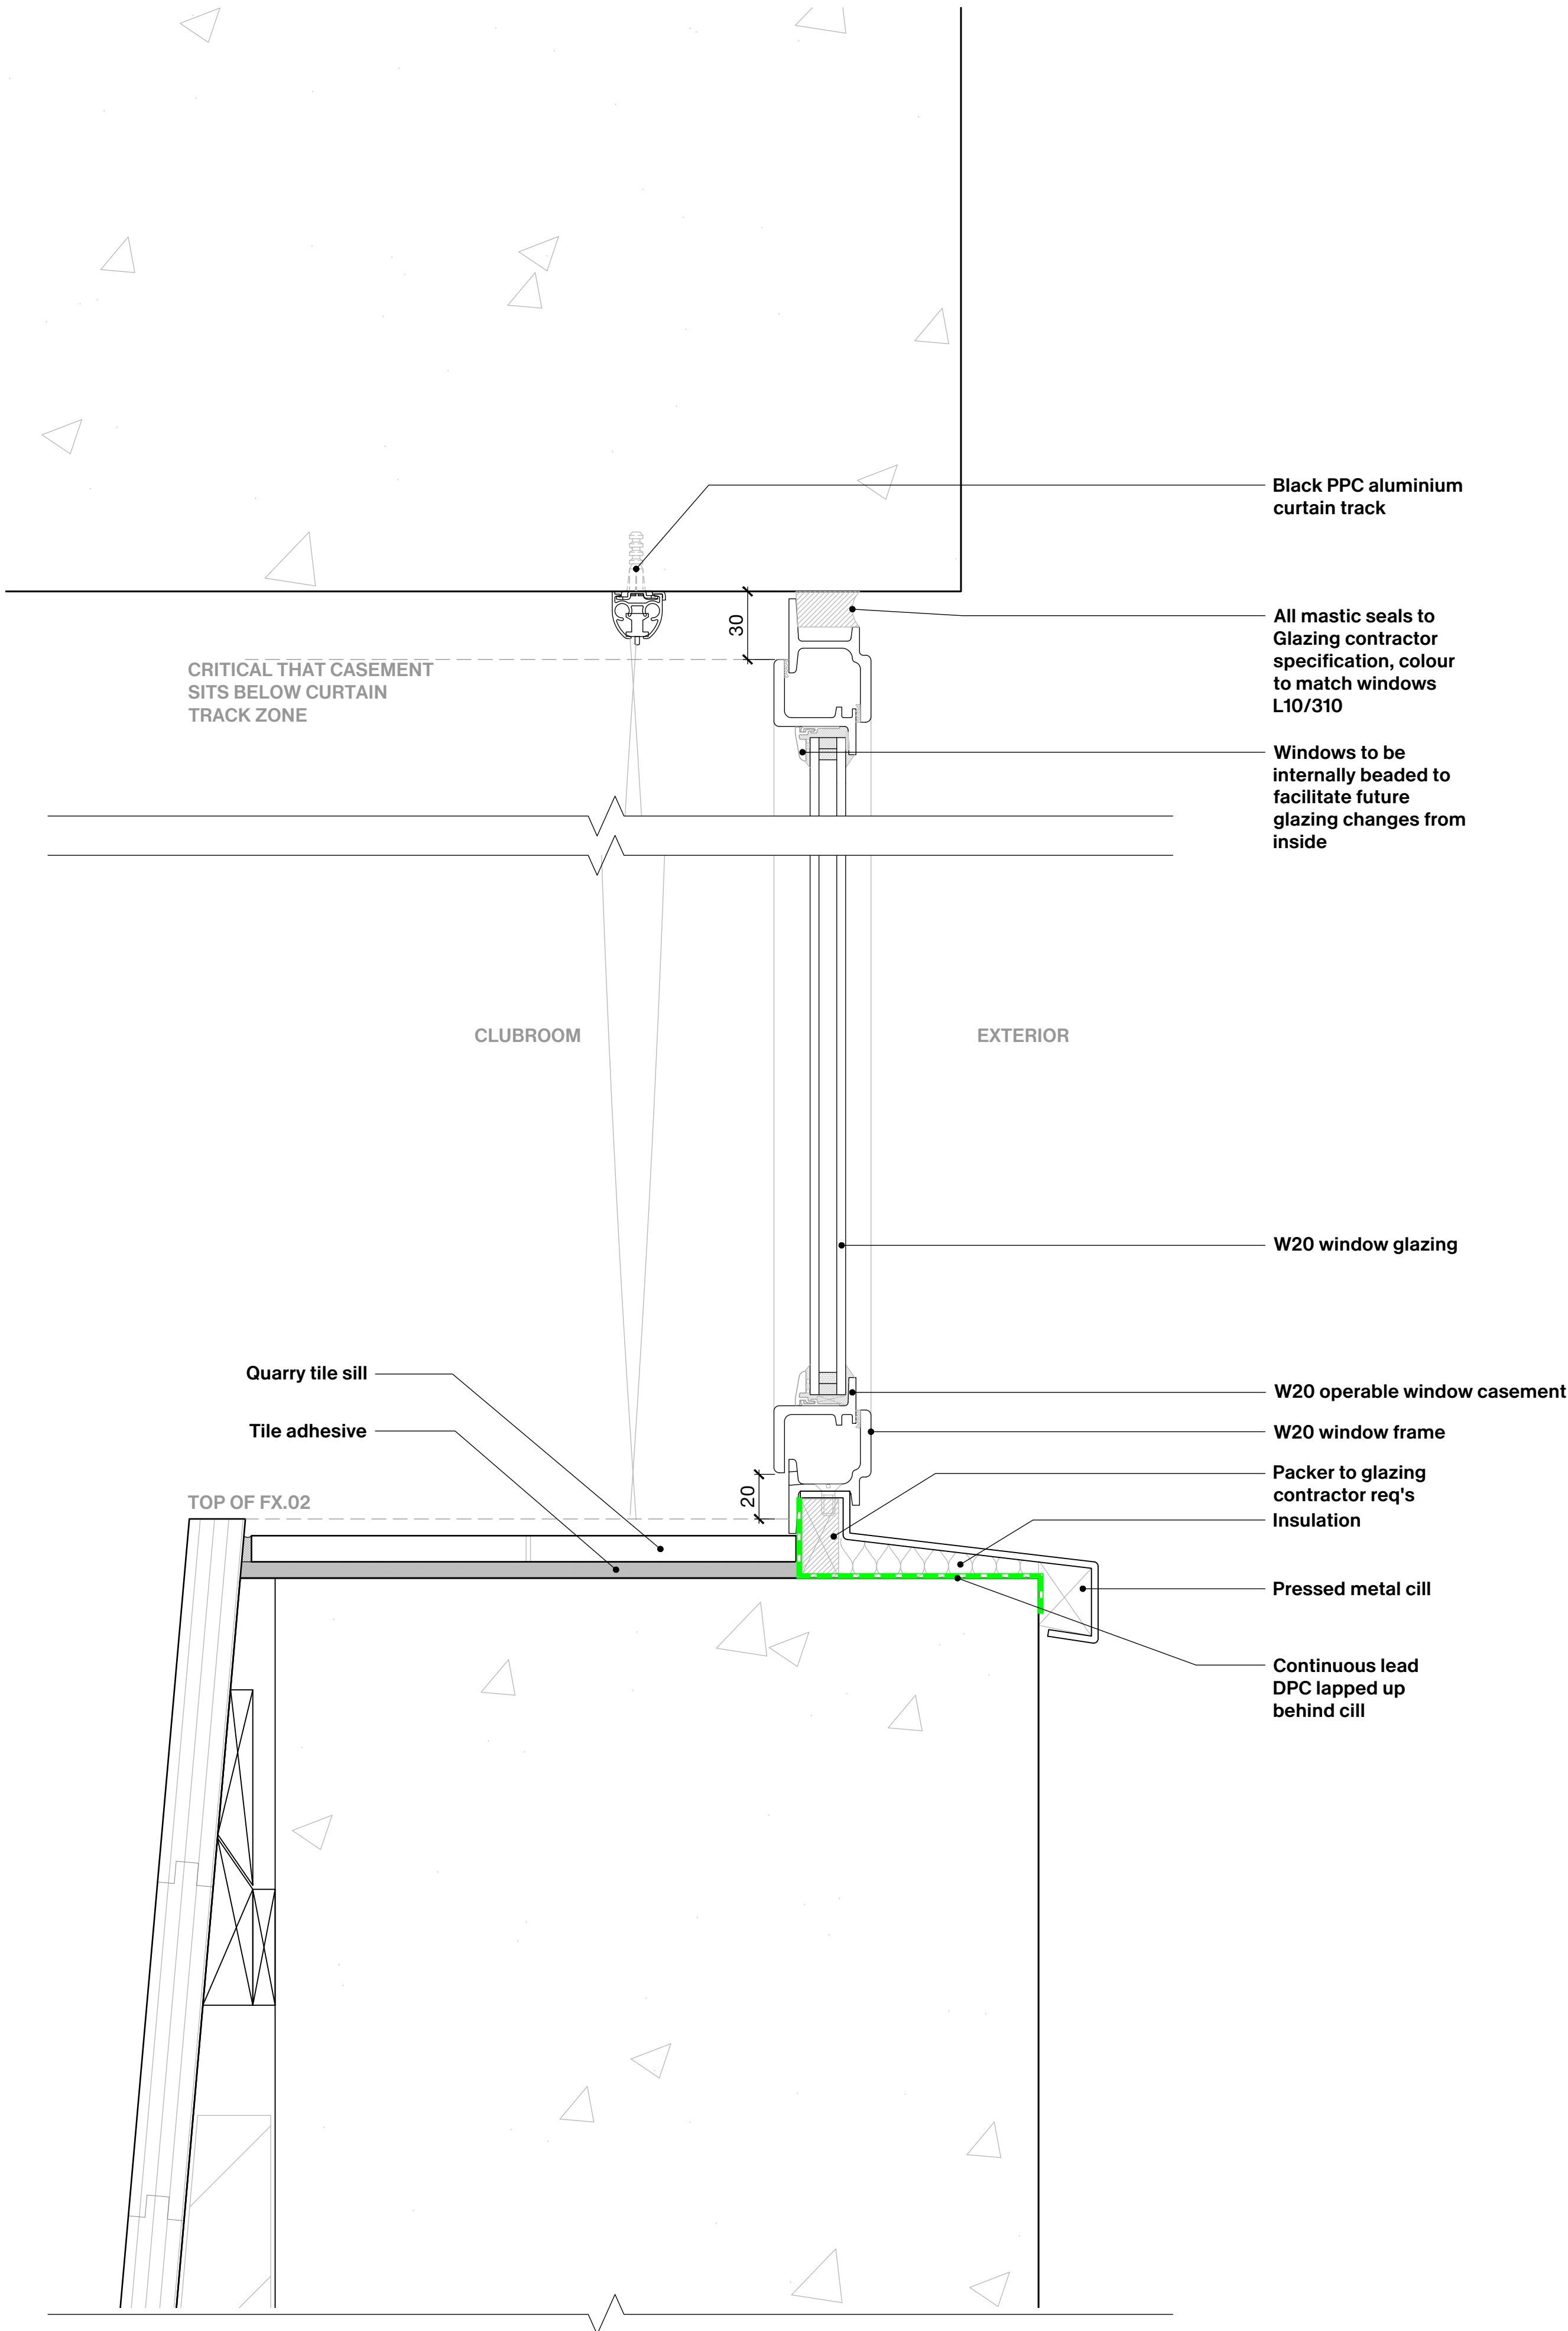 Black PPC aluminium
curtain track
30
All mastic seals to
Glazing contractor
specification, colour
to match windows
L10/310
CRITICAL THAT CASEMENT
SITS BELOW CURTAIN
TRACK ZONE
Windows to be
internally beaded to
facilitate future
glazing changes from
inside
CLUBROOM
EXTERIOR
W20 window glazing
Quarry tile sill
W20 operable window casement
Tile adhesive
W20 window frame
Packer to glazing
contractor req's
20
TOP OF FX.02
Insulation
Pressed metal cill
Continuous lead
DPC lapped up
behind cill